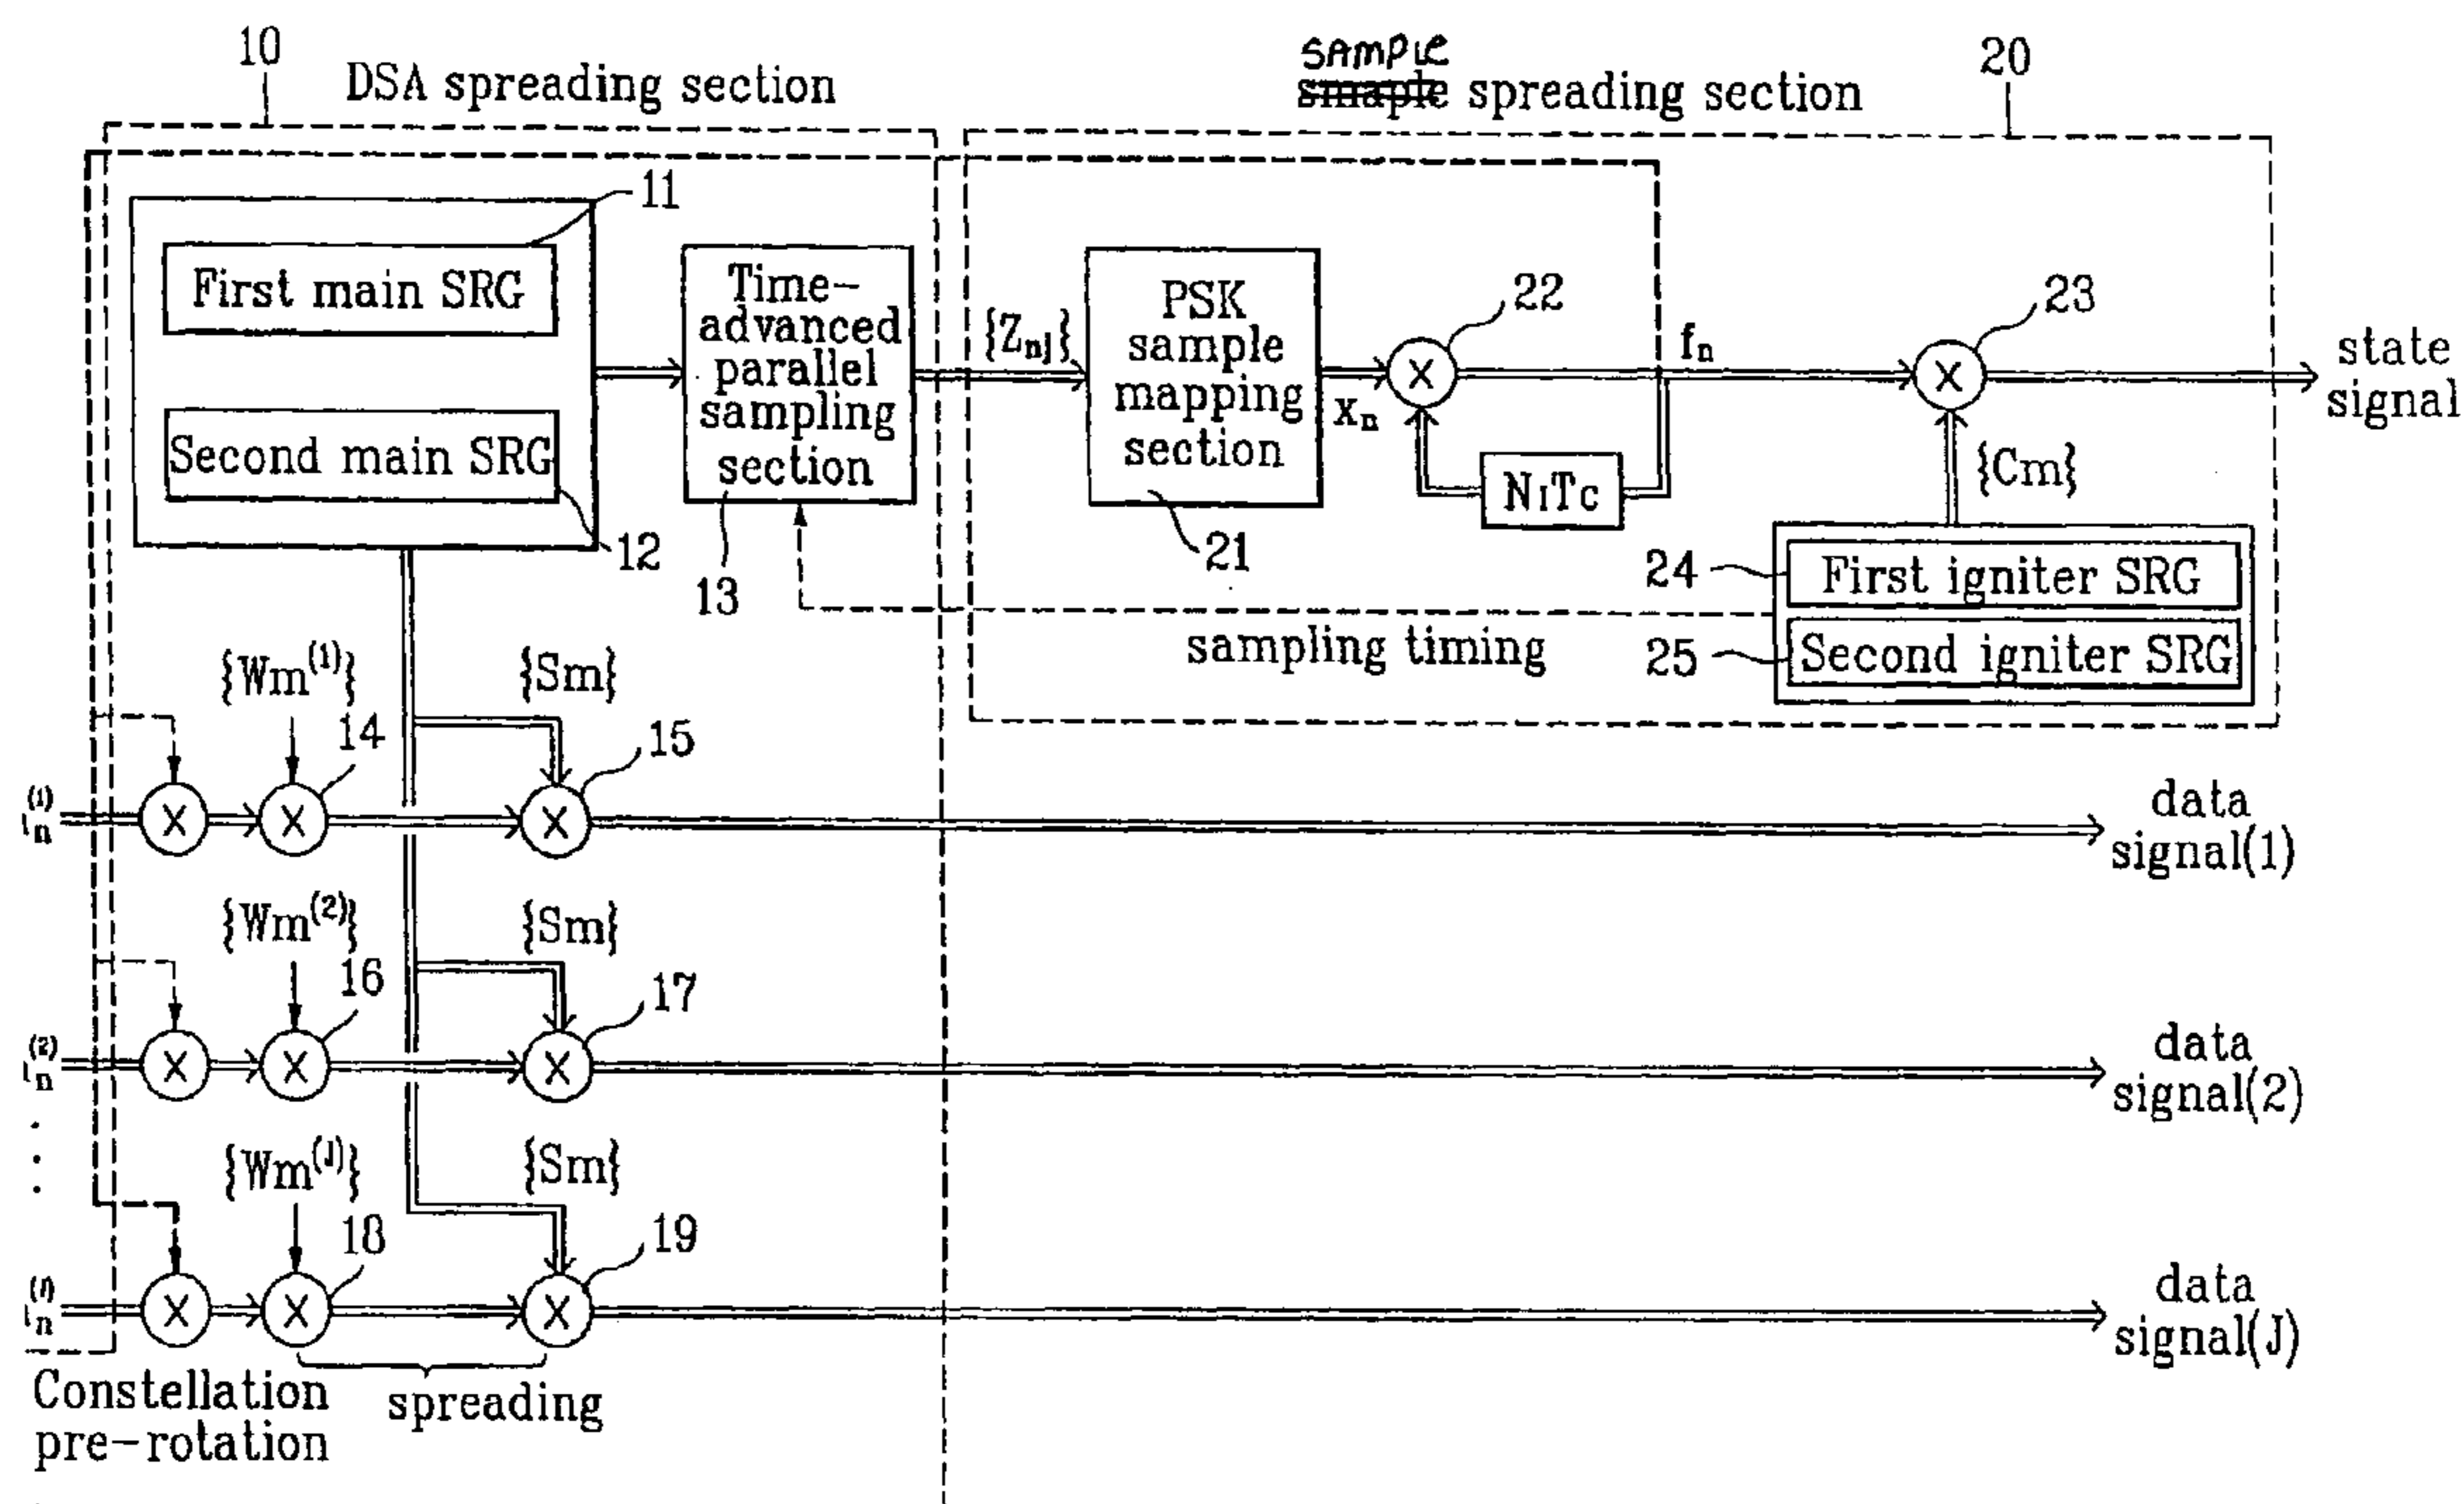 10
DSA spreading section
SAMPLE
smaple spreading section
20
11
First main SRG
Second main SRG
12
Time-
advanced
parallel
sampling
section
13
{Znj}
PSK
sample
mapping
section
21
xn
X
22
fn
NITc
X
23
state
signal
{Cm}
24
First igniter SRG
25
Second igniter SRG
sampling timing
{Wm(1)}
14
{Sm}
15
(1)
n
X
X
X
data
signal(1)
{Wm(2)}
16
{Sm}
17
(2)
n
X
X
X
data
signal(2)
{Wm(J)}
18
{Sm}
19
(J)
n
X
X
X
data
signal(J)
Constellation
pre-rotation
spreading